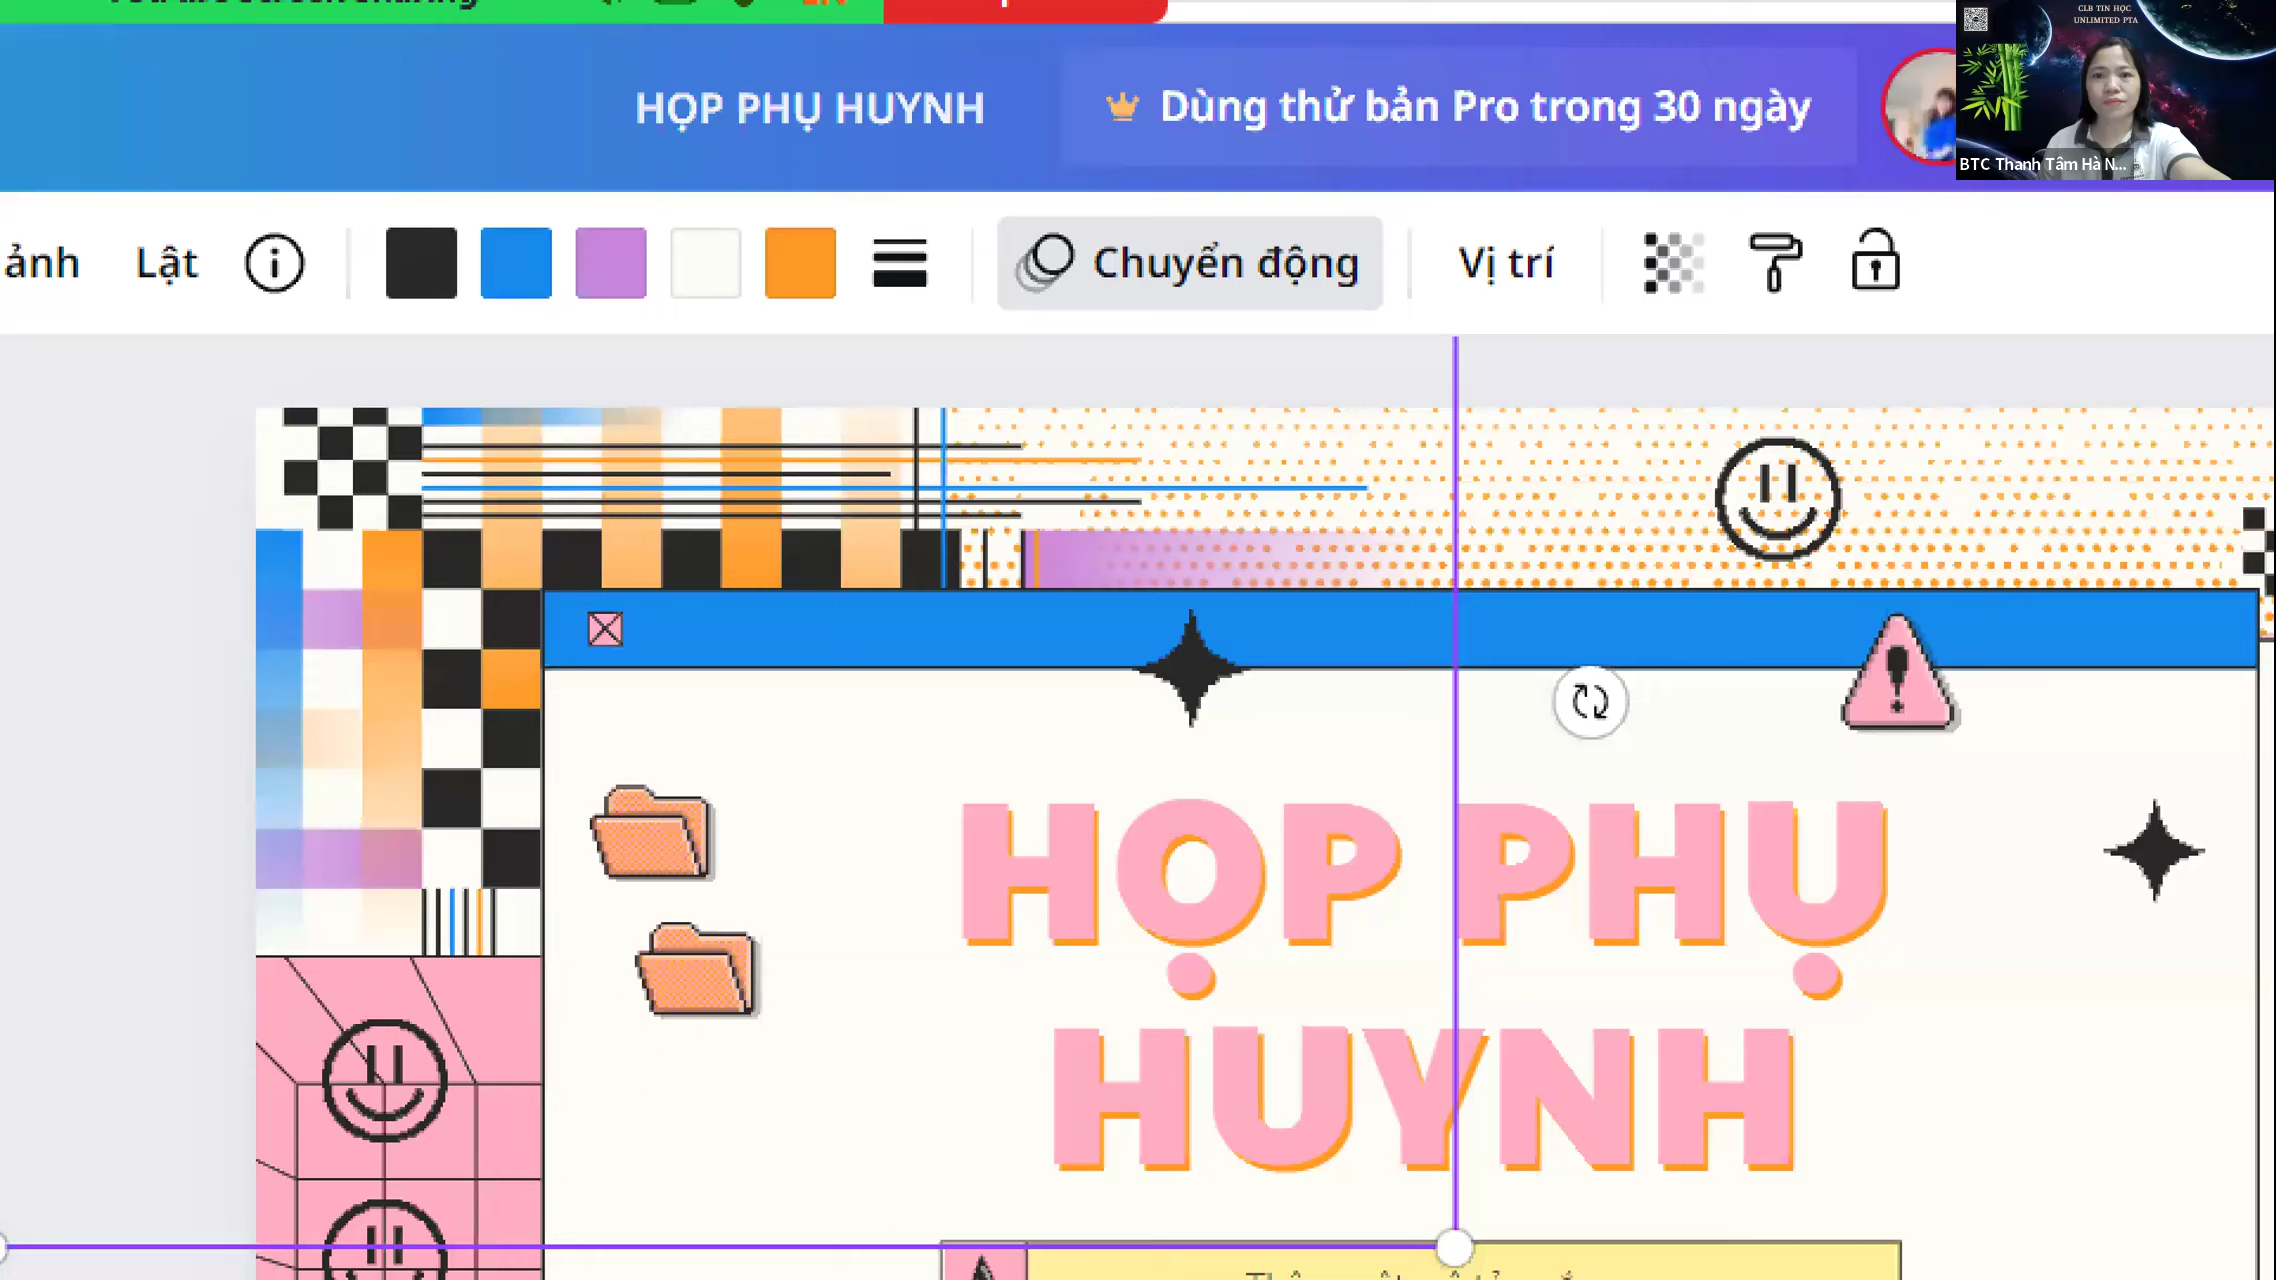 CLB TIN HỌC
UNLIMITED PTA
HỌP PHỤ HUYNH
Dùng thử bản Pro trong 30 ngày
BTC Thanh Tâm Hà N...
ảnh
Lật
Chuyển động
Vị trí
HỌP PHỤ
HUYNH